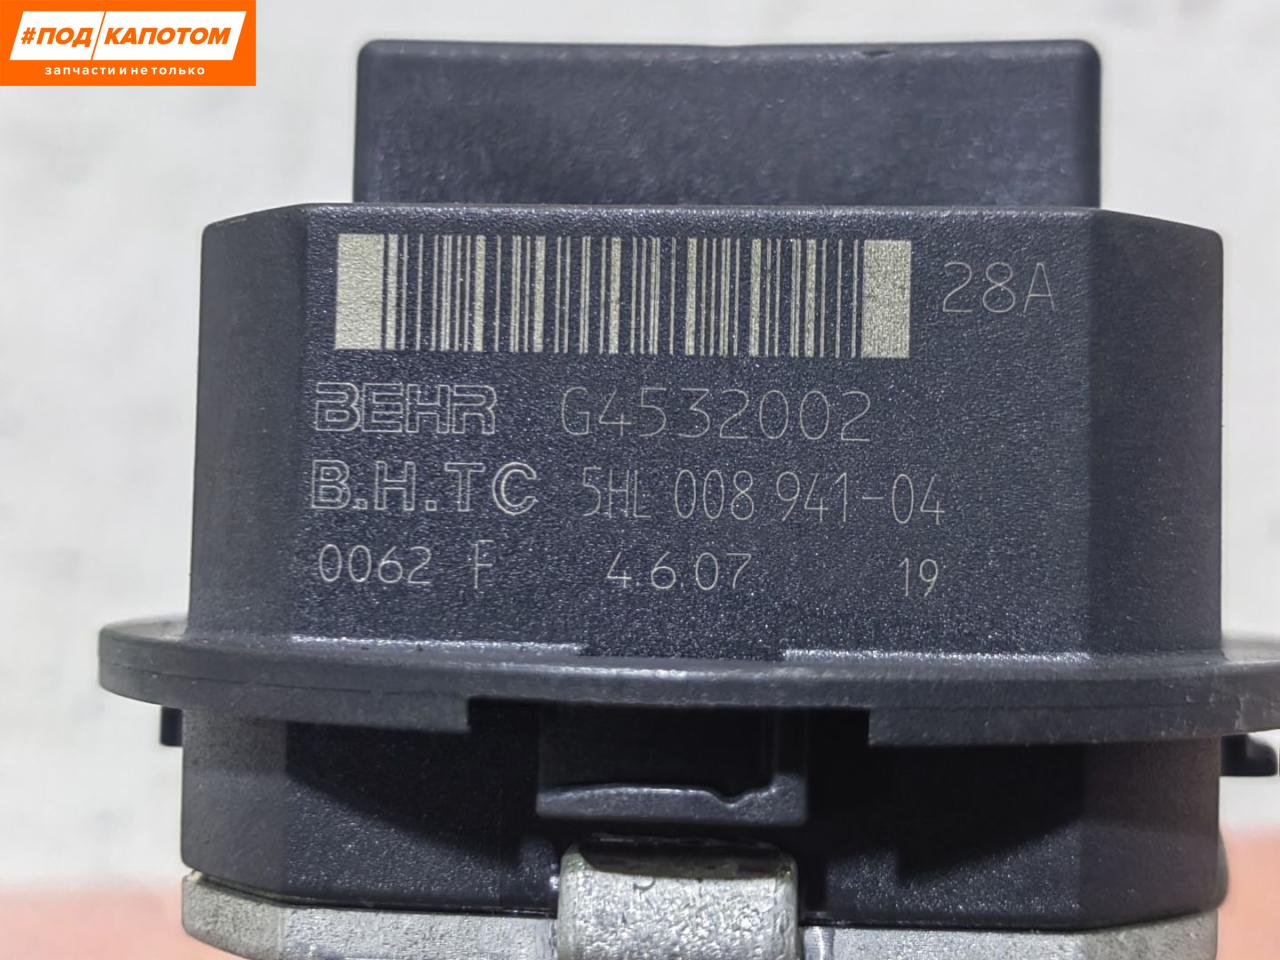 #ПОД/КАПОТОМ
запчасти и не только
28A
BEHR G4532002
B.H.TC 5HL 008 941-04
0062 F 4.6.07 19